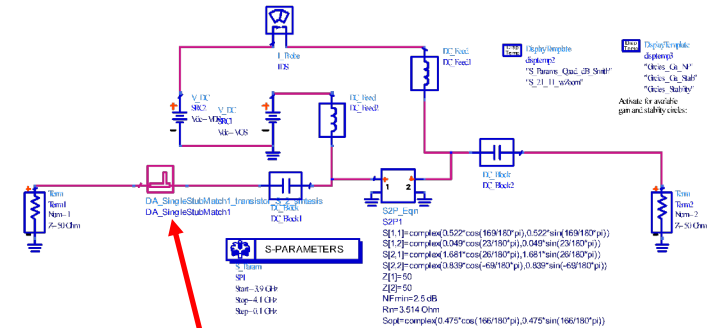 I_Probe
IDS
DC_Feed
DC_Feed1
DisplayTemplate
disptemp2
"S_Params_Quad_dB_Smith"
"S_21_11_wZoom"
DisplayTemplate
disptemp3
"Circles_Ga_NF"
"Circles_Ga_Stab"
"Circles_Stability"
Activate for available
gain and stability circles:
V_DC
SRC2
Vdc=VDS
V_DC
SRC1
Vdc=VGS
DC_Feed
DC_Feed2
DC_Block
DC_Block2
Term
Term1
Num=1
Z=50 Ohm
DA_SingleStubMatch1_transistor_S_2_sintesis
DA_SingleStubMatch1
DC_Block
DC_Block1
1
2
S2P_Eqn
S2P1
S[1,1]=complex(0.522*cos(169/180*pi),0.522*sin(169/180*pi))
S[1,2]=complex(0.049*cos(23/180*pi),0.049*sin(23/180*pi))
S[2,1]=complex(1.681*cos(26/180*pi),1.681*sin(26/180*pi))
S[2,2]=complex(0.839*cos(-69/180*pi),0.839*sin(-69/180*pi))
Z[1]=50
Z[2]=50
NFmin=2.5 dB
Rn=3.514 Ohm
Sopt=complex(0.475*cos(166/180*pi),0.475*sin(166/180*pi))
Term
Term2
Num=2
Z=50 Ohm
S-PARAMETERS
S_Param
SP1
Start=3.9 GHz
Stop=4.1 GHz
Step=0.1 GHz